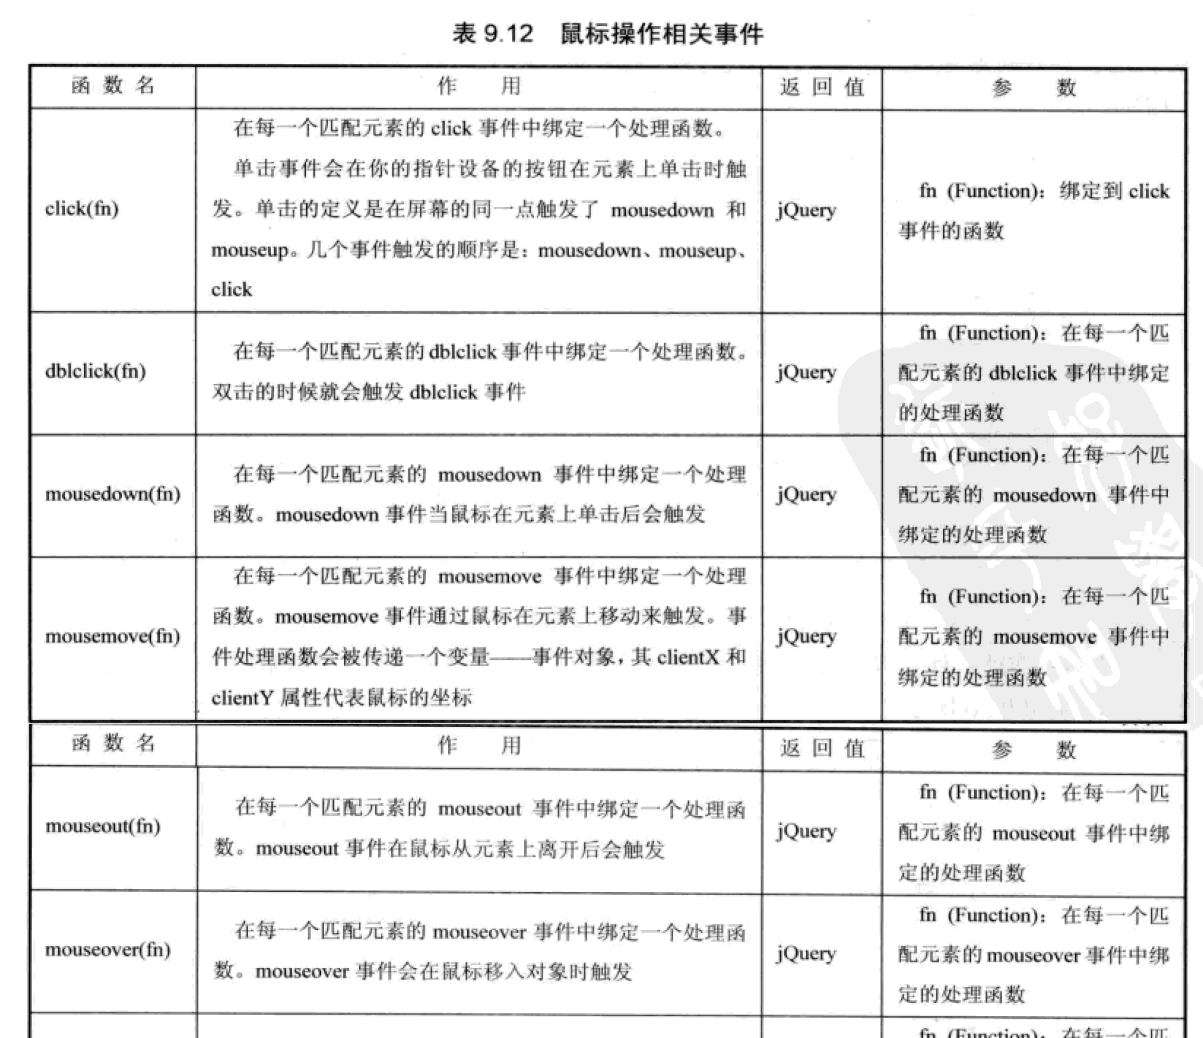 表 9.12 鼠标操作相关事件
函数名 作用 返回值 参数
click(fn)
在每一个匹配元素的 click 事件中绑定一个处理函数。
单击事件会在你的指针设备的按钮在元素上单击时触
发。单击的定义是在屏幕的同一点触发了 mousedown 和
mouseup。几个事件触发的顺序是：mousedown、mouseup、
click
jQuery
fn (Function)：绑定到 click
事件的函数
dblclick(fn)
在每一个匹配元素的 dblclick 事件中绑定一个处理函数。
双击的时候就会触发 dblclick 事件
jQuery
fn (Function)：在每一个匹
配元素的 dblclick 事件中绑定
的处理函数
mousedown(fn)
在每一个匹配元素的 mousedown 事件中绑定一个处理
函数。mousedown 事件当鼠标在元素上单击后会触发
jQuery
fn (Function)：在每一个匹
配元素的 mousedown 事件中
绑定的处理函数
mousemove(fn)
在每一个匹配元素的 mousemove 事件中绑定一个处理
函数。mousemove 事件通过鼠标在元素上移动来触发。事
件处理函数会被传递一个变量——事件对象，其 clientX 和
clientY 属性代表鼠标的坐标
jQuery
fn (Function)：在每一个匹
配元素的 mousemove 事件中
绑定的处理函数
函数名 作用 返回值 参数
mouseout(fn)
在每一个匹配元素的 mouseout 事件中绑定一个处理函
数。mouseout 事件在鼠标从元素上离开后会触发
jQuery
fn (Function)：在每一个匹
配元素的 mouseout 事件中绑
定的处理函数
mouseover(fn)
在每一个匹配元素的 mouseover 事件中绑定一个处理函
数。mouseover 事件会在鼠标移入对象时触发
jQuery
fn (Function)：在每一个匹
配元素的 mouseover 事件中绑
定的处理函数
fn (Function)：在每一个匹